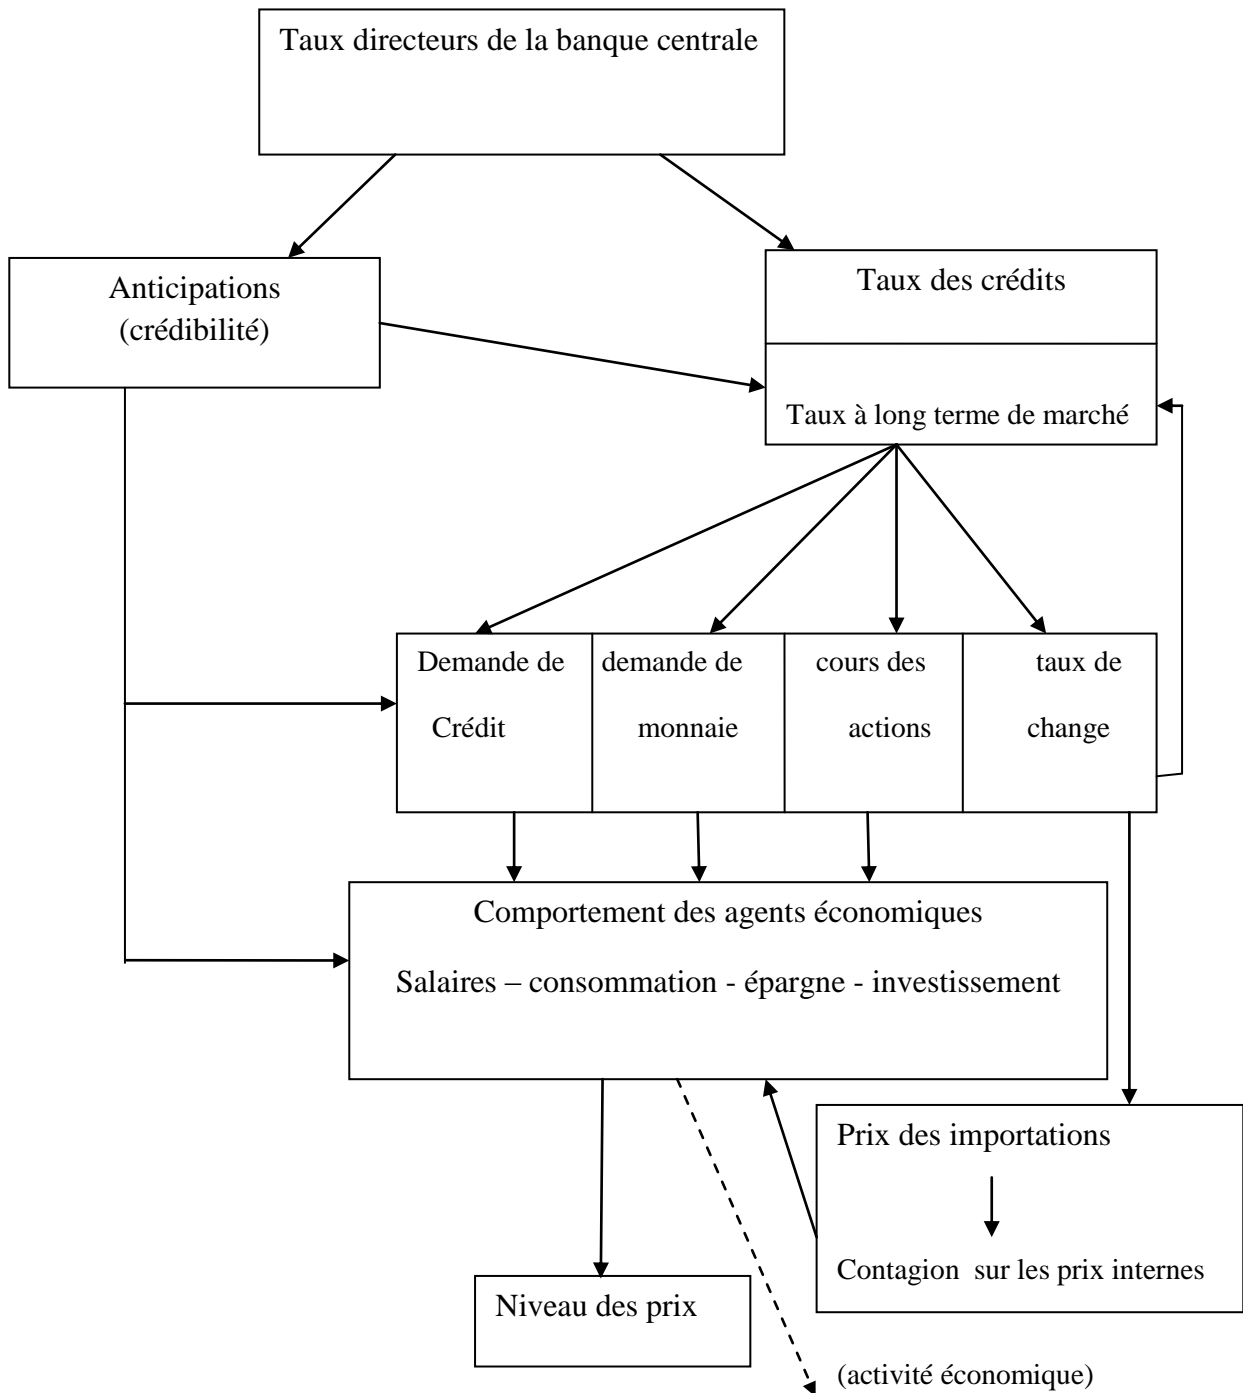 Taux directeurs de la banque centrale
Anticipations
(crédibilité)
Taux des crédits
Taux à long terme de marché
Demande de
Crédit
demande de
monnaie
cours des
actions
taux de
change
Comportement des agents économiques
Salaires – consommation - épargne - investissement
Prix des importations
Contagion sur les prix internes
Niveau des prix
(activité économique)